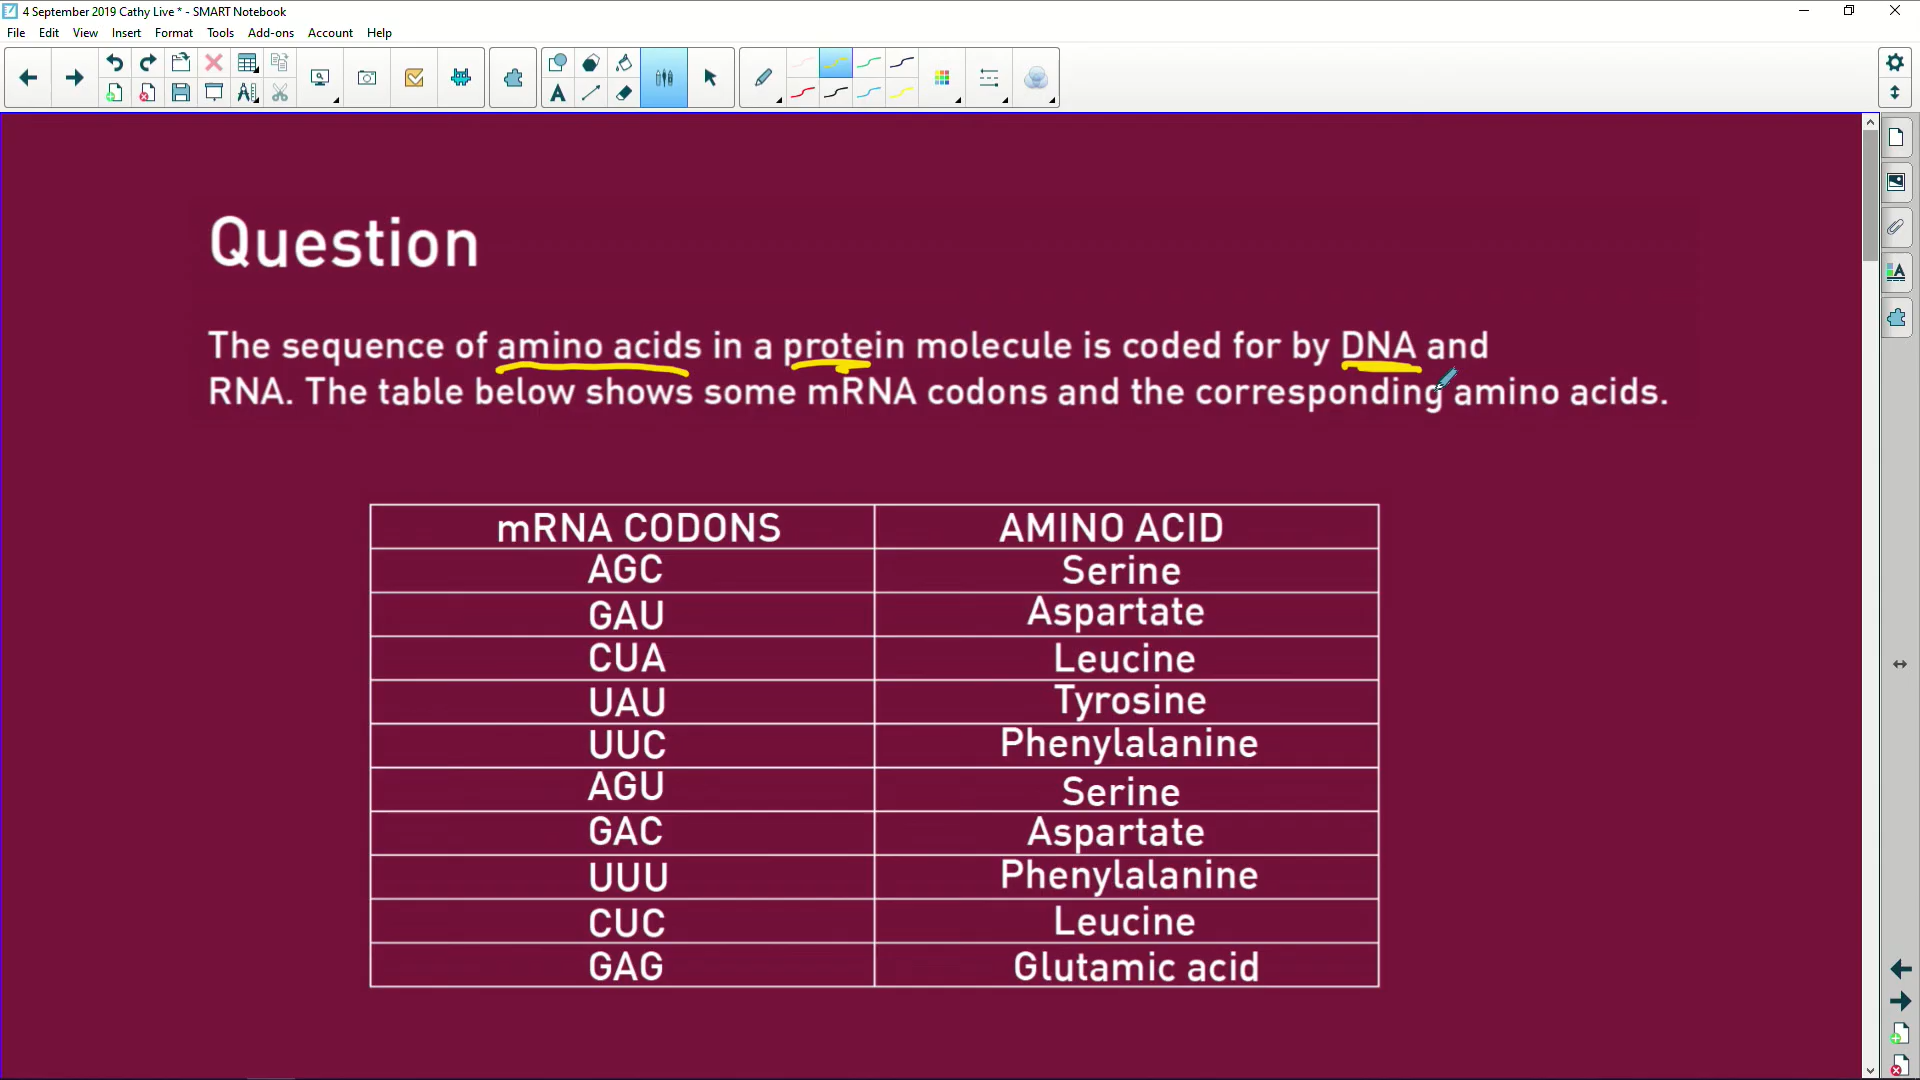 4 September 2019 Cathy Live * - SMART Notebook
File Edit View Insert Format Tools Add-ons Account Help
Question
The sequence of amino acids in a protein molecule is coded for by DNA and
RNA. The table below shows some mRNA codons and the corresponding amino acids.
mRNA CODONS AMINO ACID
AGC Serine
GAU Aspartate
CUA Leucine
UAU Tyrosine
UUC Phenylalanine
AGU Serine
GAC Aspartate
UUU Phenylalanine
CUC Leucine
GAG Glutamic acid